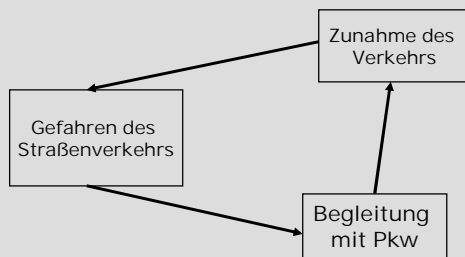 Zunahme des
Verkehrs
Gefahren des
Straßenverkehrs
Begleitung
mit Pkw